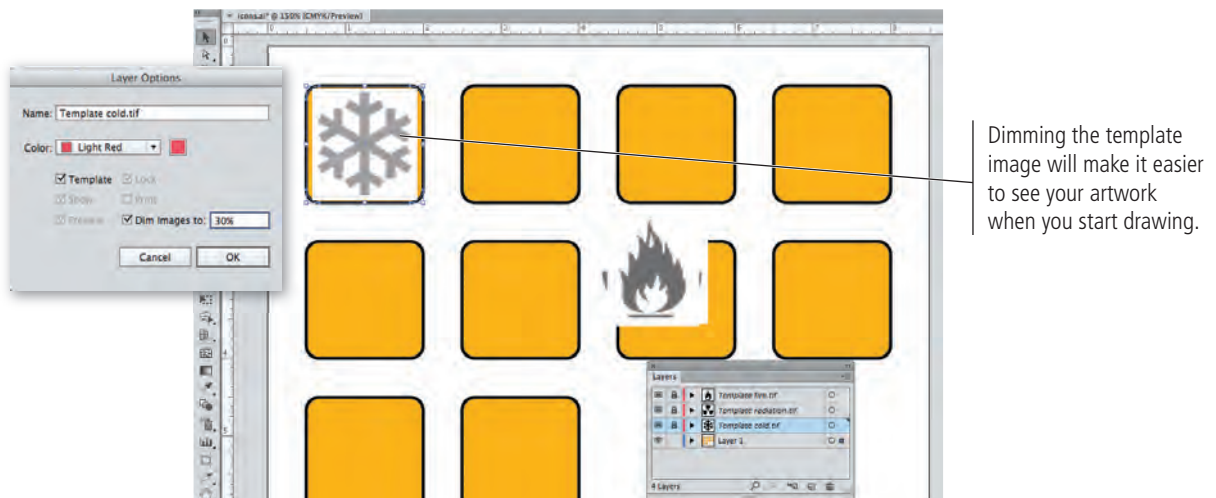 icons.ai* @ 150% (CMYK/Preview)
Layer Options
Name: Template cold.tif
Color: Light Red
Template Lock
Show Print
Preview Dim Images to: 30%
Cancel OK
Dimming the template
image will make it easier
to see your artwork
when you start drawing.
Layers
Template fire.tif
Template radiation.tif
Template cold.tif
Layer 1
4 Layers